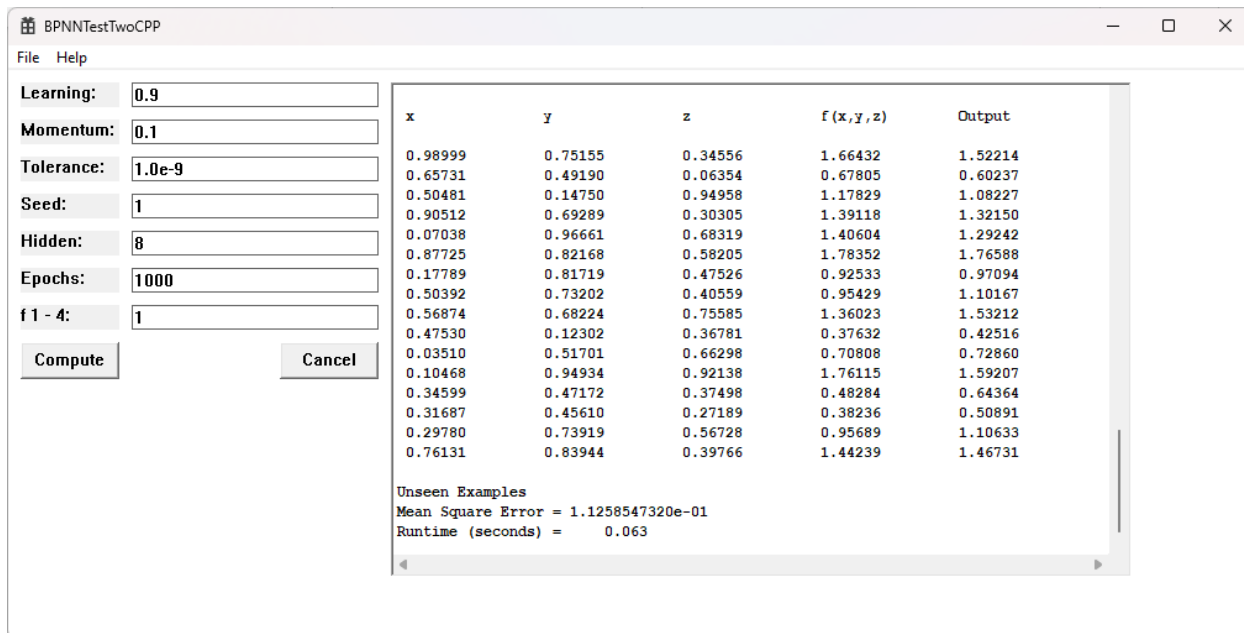 BPNNTestTwoCPP
File Help
Learning: 0.9
Momentum: 0.1
Tolerance: 1.0e-9
Seed: 1
Hidden: 8
Epochs: 1000
f 1 - 4: 1
Compute Cancel
x y z f(x,y,z) Output
0.98999 0.75155 0.34556 1.66432 1.52214
0.65731 0.49190 0.06354 0.67805 0.60237
0.50481 0.14750 0.94958 1.17829 1.08227
0.90512 0.69289 0.30305 1.39118 1.32150
0.07038 0.96661 0.68319 1.40604 1.29242
0.87725 0.82168 0.58205 1.78352 1.76588
0.17789 0.81719 0.47526 0.92533 0.97094
0.50392 0.73202 0.40559 0.95429 1.10167
0.56874 0.68224 0.75585 1.36023 1.53212
0.47530 0.12302 0.36781 0.37632 0.42516
0.03510 0.51701 0.66298 0.70808 0.72860
0.10468 0.94934 0.92138 1.76115 1.59207
0.34599 0.47172 0.37498 0.48284 0.64364
0.31687 0.45610 0.27189 0.38236 0.50891
0.29780 0.73919 0.56728 0.95689 1.10633
0.76131 0.83944 0.39766 1.44239 1.46731
Unseen Examples
Mean Square Error = 1.1258547320e-01
Runtime (seconds) = 0.063